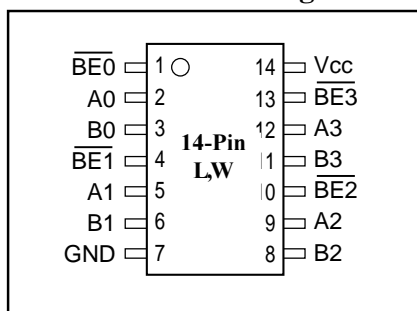 BE0 1 14 Vcc
A0 2 13 BE3
B0 3 12 A3
14-Pin
BE1 4 11 B3
L,W
A1 5 10 BE2
B1 6 9 A2
GND 7 8 B2